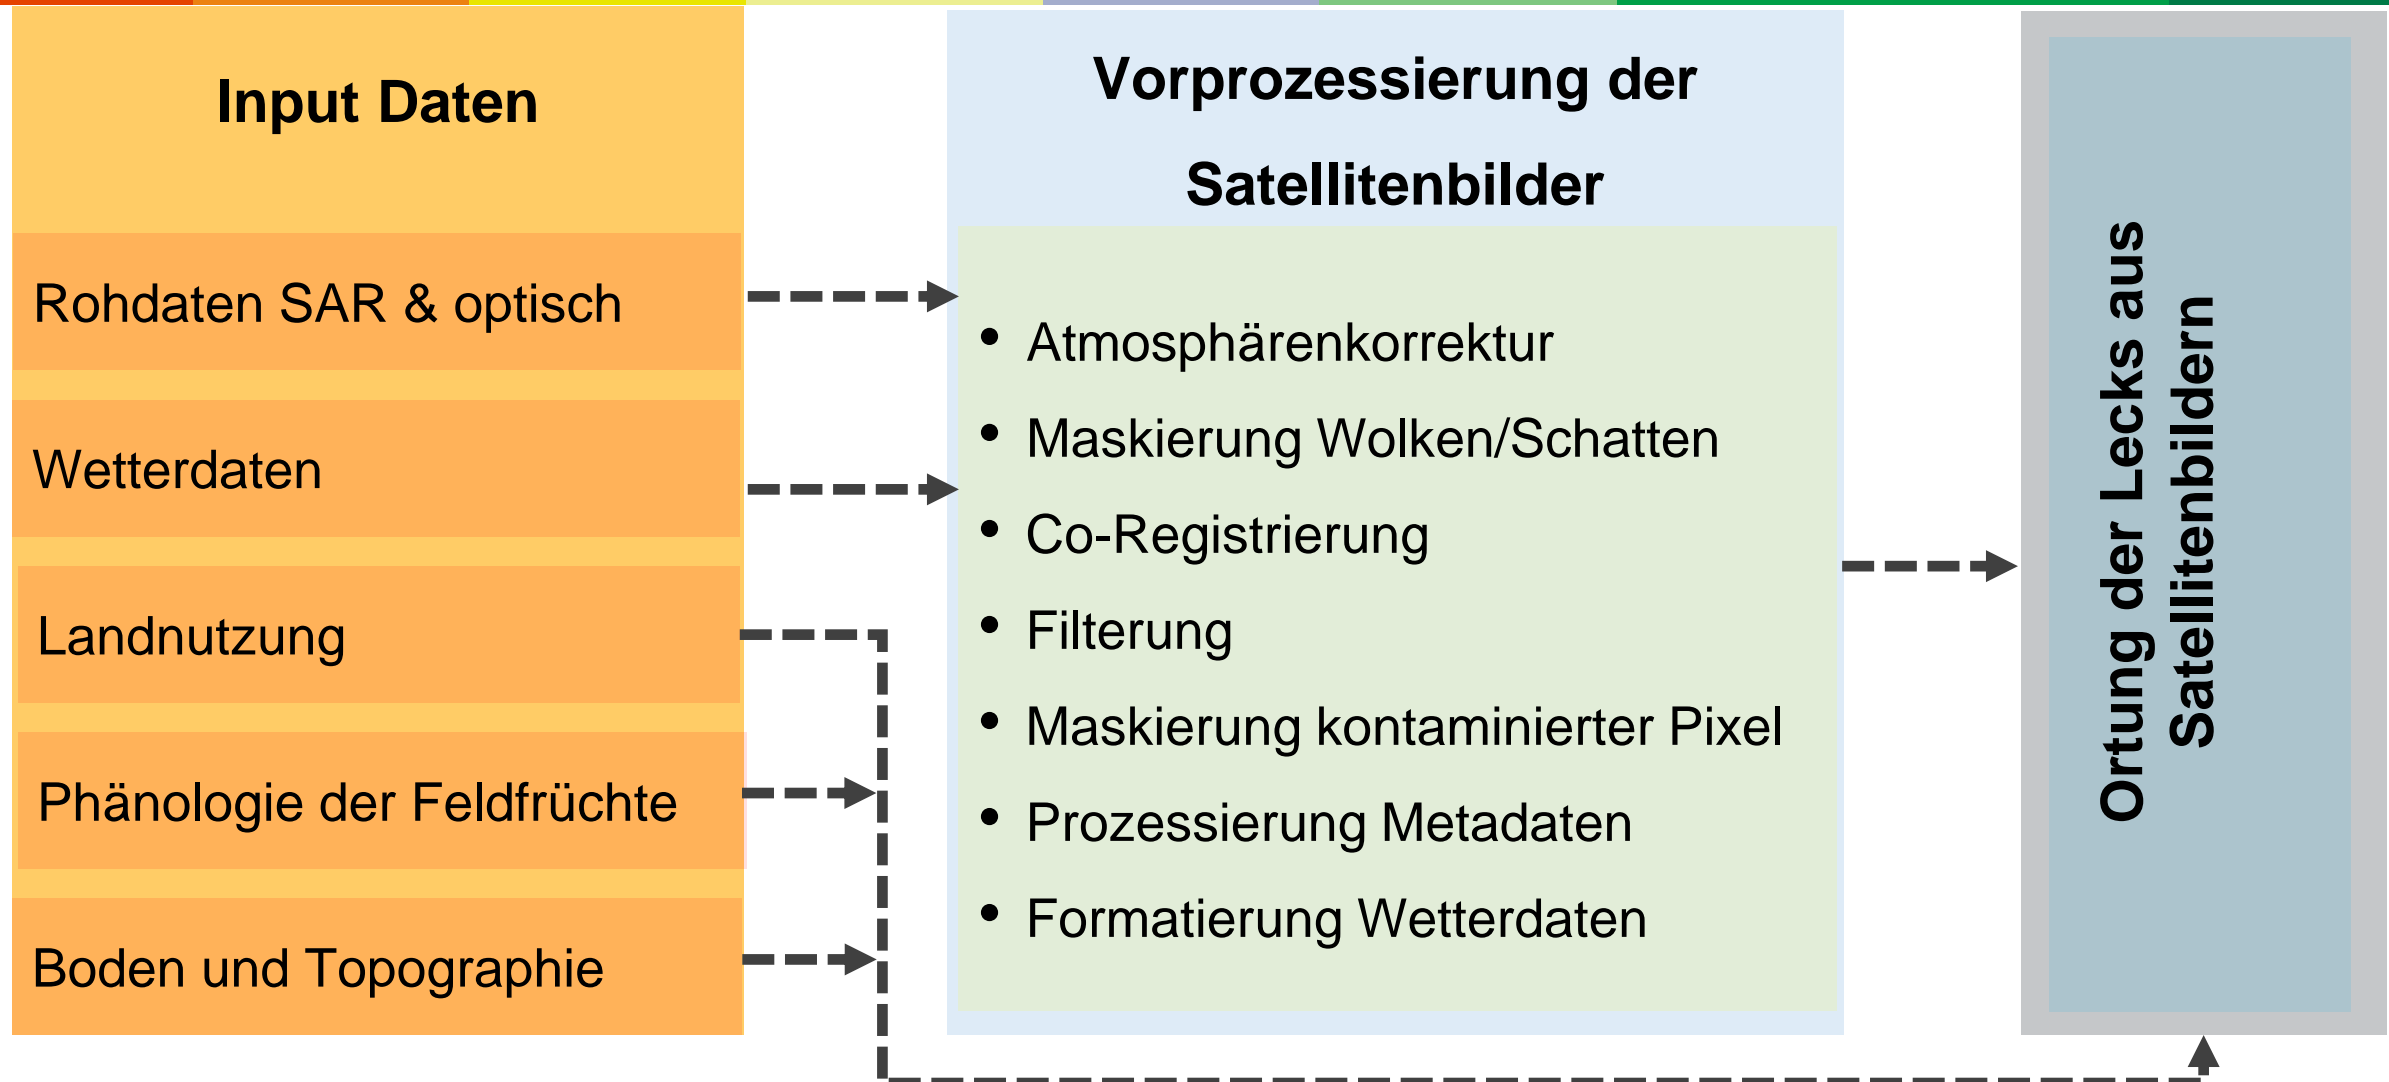 Input Daten
Rohdaten SAR & optisch
Wetterdaten
Landnutzung
Phänologie der Feldfrüchte
Boden und Topographie
Vorprozessierung der
Satellitenbilder
• Atmosphärenkorrektur
• Maskierung Wolken/Schatten
• Co-Registrierung
• Filterung
• Maskierung kontaminierter Pixel
• Prozessierung Metadaten
• Formatierung Wetterdaten
Ortung der Lecks aus
Satellitenbildern